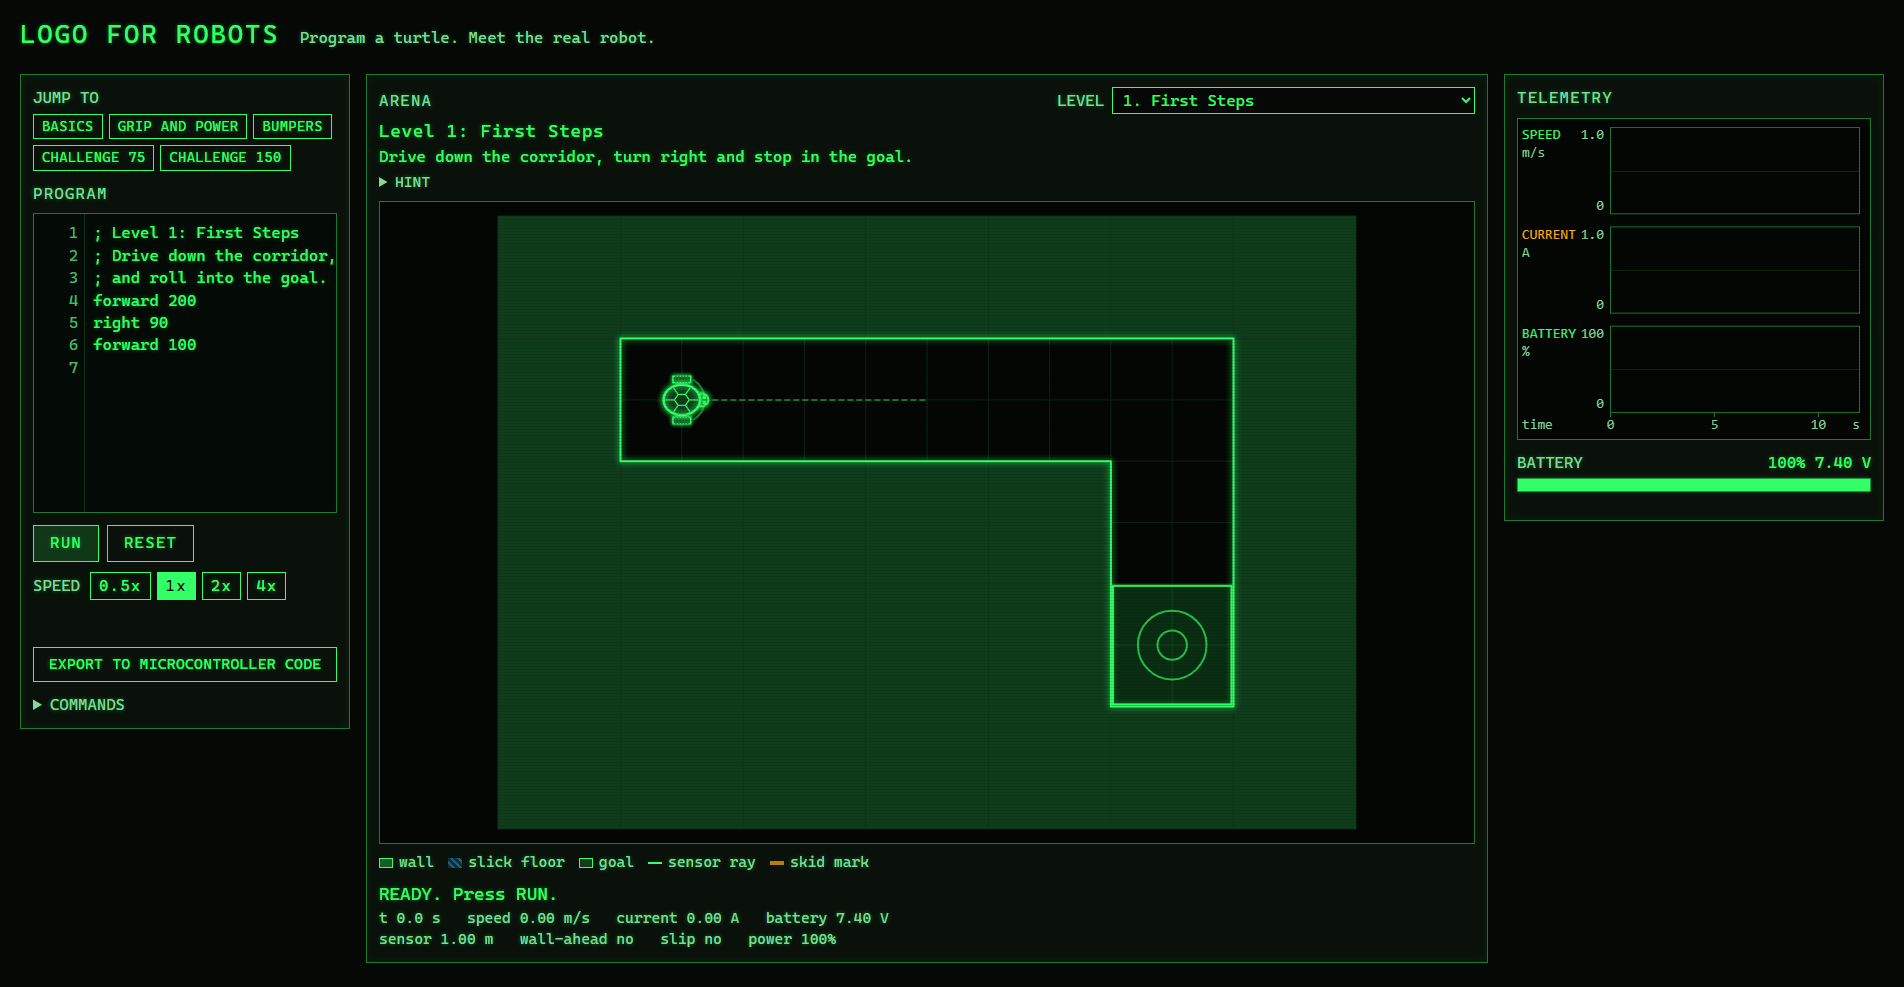 LOGO FOR ROBOTS Program a turtle. Meet the real robot.
JUMP TO
BASICS GRIP AND POWER BUMPERS
CHALLENGE 75 CHALLENGE 150
PROGRAM
1 ; Level 1: First Steps
2 ; Drive down the corridor,
3 ; and roll into the goal.
4 forward 200
5 right 90
6 forward 100
7
RUN RESET
SPEED 0.5x 1x 2x 4x
EXPORT TO MICROCONTROLLER CODE
▶ COMMANDS
ARENA LEVEL 1. First Steps
Level 1: First Steps
Drive down the corridor, turn right and stop in the goal.
▶ HINT
wall slick floor goal sensor ray skid mark
READY. Press RUN.
t 0.0 s speed 0.00 m/s current 0.00 A battery 7.40 V
sensor 1.00 m wall-ahead no slip no power 100%
TELEMETRY
SPEED 1.0
m/s
0
CURRENT 1.0
A
0
BATTERY 100
%
0
time 0 5 10 s
BATTERY 100% 7.40 V